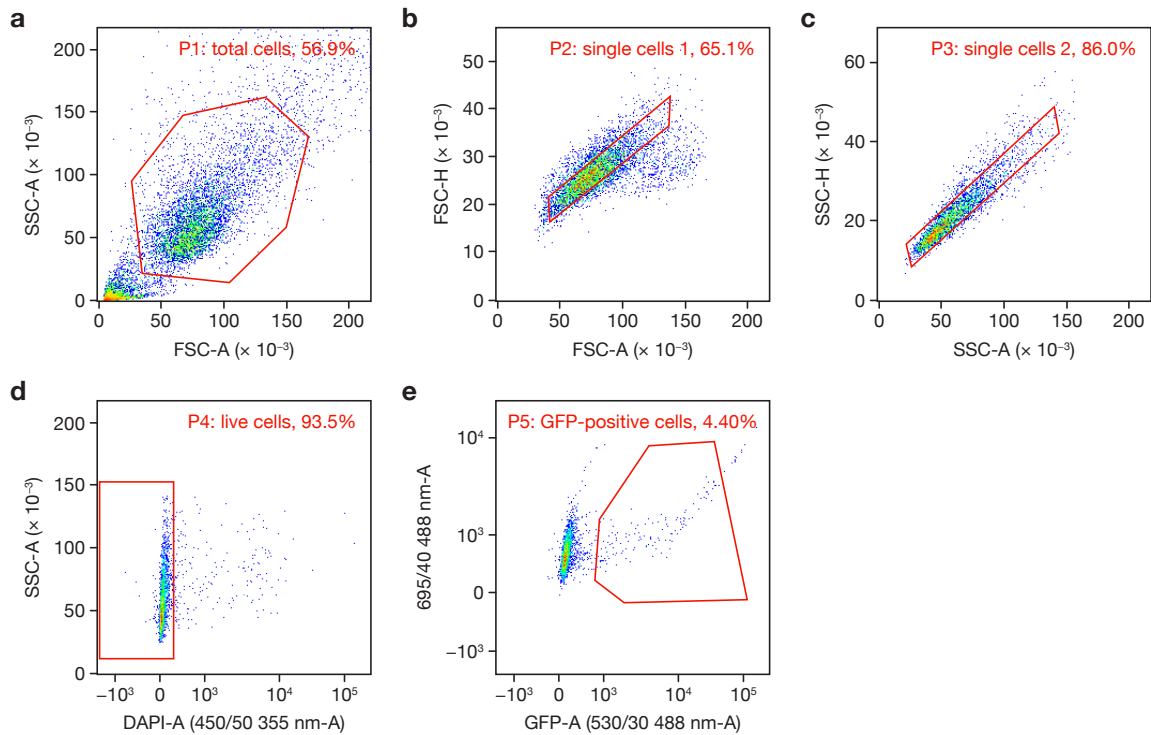 a
P1: total cells, 56.9%
200
150
100
50
0
SSC-A (× 10⁻³)
0 50 100 150 200
FSC-A (× 10⁻³)
b
P2: single cells 1, 65.1%
50
40
30
20
10
0
FSC-H (× 10⁻³)
0 50 100 150 200
FSC-A (× 10⁻³)
c
P3: single cells 2, 86.0%
60
40
20
0
SSC-H (× 10⁻³)
0 50 100 150 200
SSC-A (× 10⁻³)
d
P4: live cells, 93.5%
200
150
100
50
0
SSC-A (× 10⁻³)
−10³ 0 10³ 10⁴ 10⁵
DAPI-A (450/50 355 nm-A)
e
P5: GFP-positive cells, 4.40%
10⁴
10³
0
−10³
695/40 488 nm-A
−10³ 0 10³ 10⁴ 10⁵
GFP-A (530/30 488 nm-A)